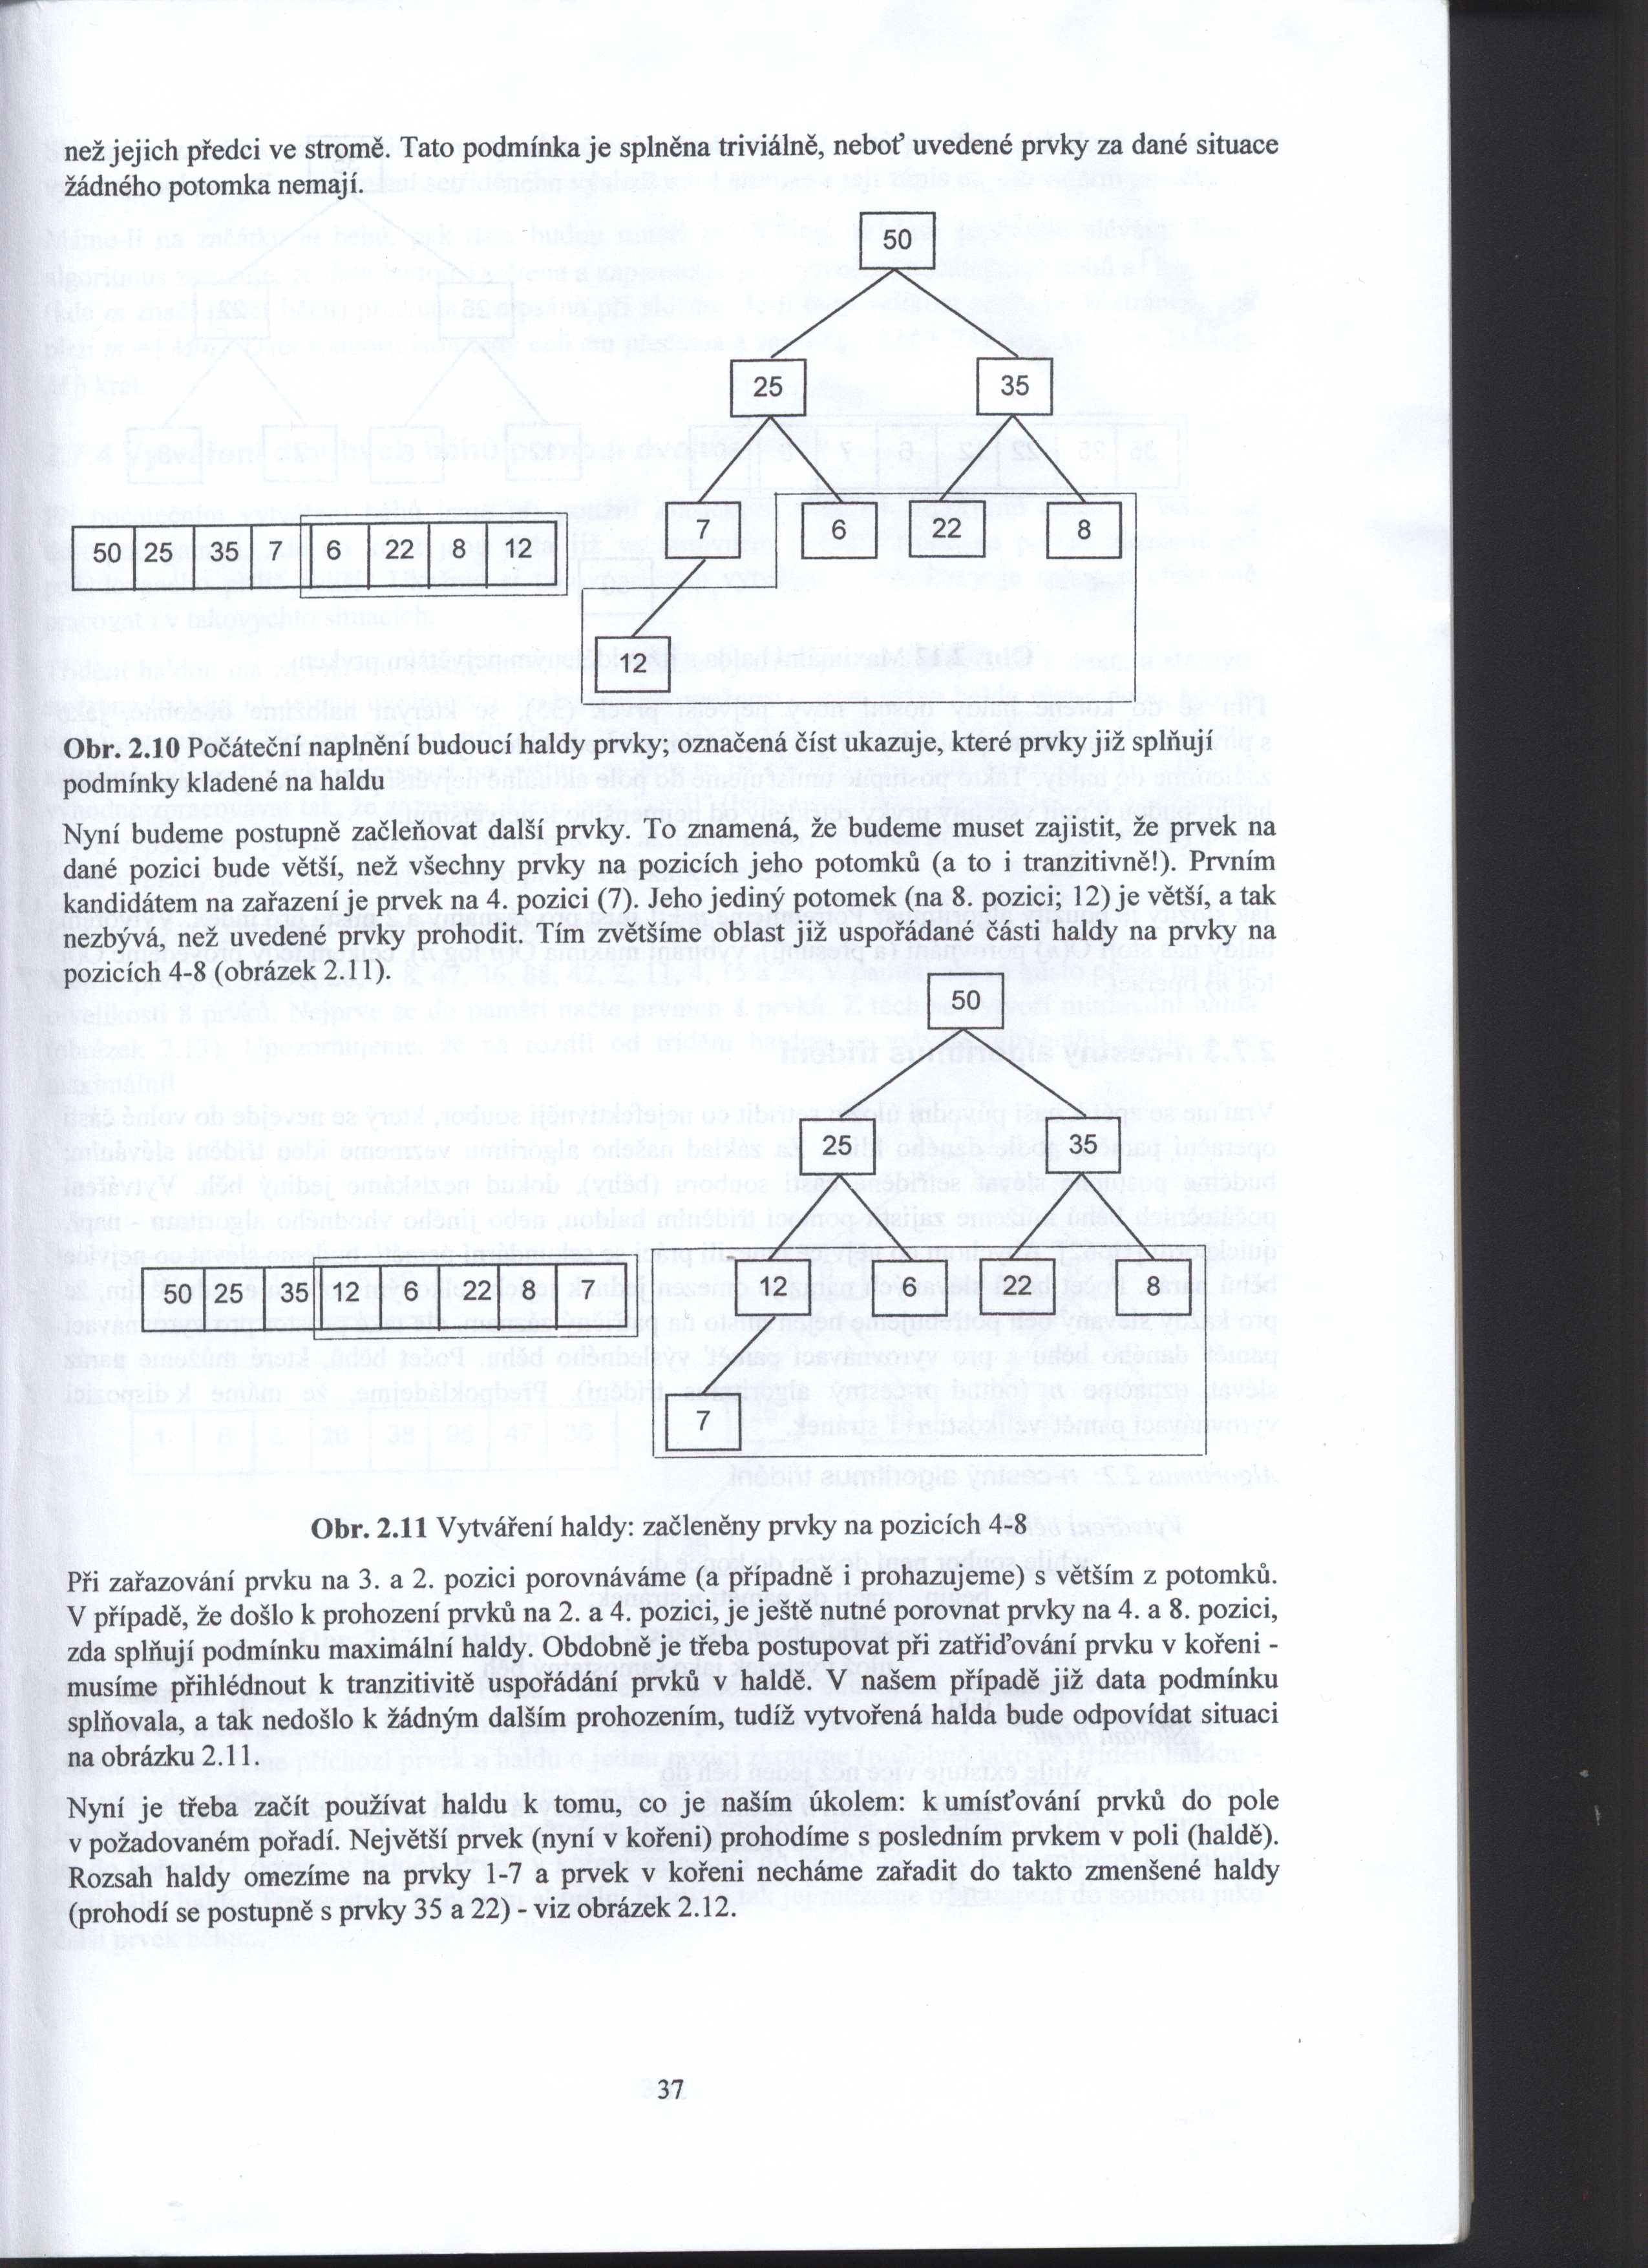 než jejich předci ve stromě. Tato podmínka je splněna triviálně, neboť uvedené prvky za dané situace
žádného potomka nemají.
50
25 35
7 6 22 8
50 25 35 7 6 22 8 12
12
Obr. 2.10 Počáteční naplnění budoucí haldy prvky; označená číst ukazuje, které prvky již splňují
podmínky kladené na haldu
Nyní budeme postupně začleňovat další prvky. To znamená, že budeme muset zajistit, že prvek na
dané pozici bude větší, než všechny prvky na pozicích jeho potomků (a to i tranzitivně!). Prvním
kandidátem na zařazení je prvek na 4. pozici (7). Jeho jediný potomek (na 8. pozici; 12) je větší, a tak
nezbývá, než uvedené prvky prohodit. Tím zvětšíme oblast již uspořádané části haldy na prvky na
pozicích 4-8 (obrázek 2.11).
50
25 35
12 6 22 8
50 25 35 12 6 22 8 7
7
Obr. 2.11 Vytváření haldy: začleněny prvky na pozicích 4-8
Při zařazování prvku na 3. a 2. pozici porovnáváme (a případně i prohazujeme) s větším z potomků.
V případě, že došlo k prohození prvků na 2. a 4. pozici, je ještě nutné porovnat prvky na 4. a 8. pozici,
zda splňují podmínku maximální haldy. Obdobně je třeba postupovat při zatřiďování prvku v kořeni -
musíme přihlédnout k tranzitivitě uspořádání prvků v haldě. V našem případě již data podmínku
splňovala, a tak nedošlo k žádným dalším prohozením, tudíž vytvořená halda bude odpovídat situaci
na obrázku 2.11.
Nyní je třeba začít používat haldu k tomu, co je naším úkolem: k umísťování prvků do pole
v požadovaném pořadí. Největší prvek (nyní v kořeni) prohodíme s posledním prvkem v poli (haldě).
Rozsah haldy omezíme na prvky 1-7 a prvek v kořeni necháme zařadit do takto zmenšené haldy
(prohodí se postupně s prvky 35 a 22) - viz obrázek 2.12.
37